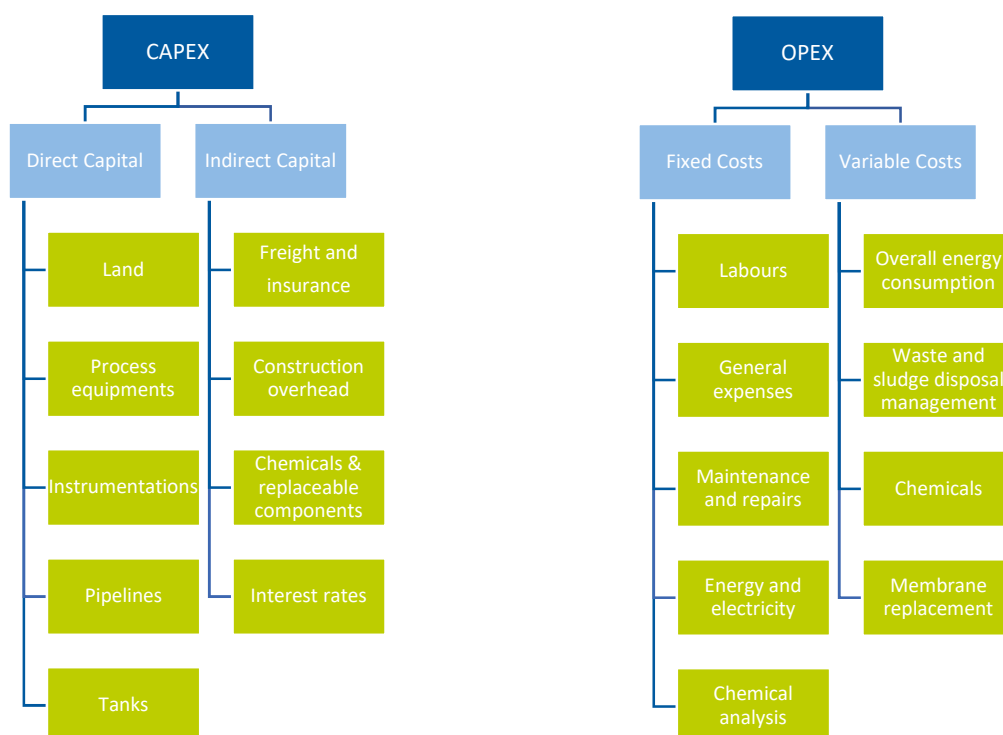 CAPEX
Direct Capital
Indirect Capital
Land
Process
equipments
Instrumentations
Pipelines
Tanks
Freight and
insurance
Construction
overhead
Chemicals &
replaceable
components
Interest rates
OPEX
Fixed Costs
Variable Costs
Labours
General
expenses
Maintenance
and repairs
Energy and
electricity
Chemical
analysis
Overall energy
consumption
Waste and
sludge disposal
management
Chemicals
Membrane
replacement